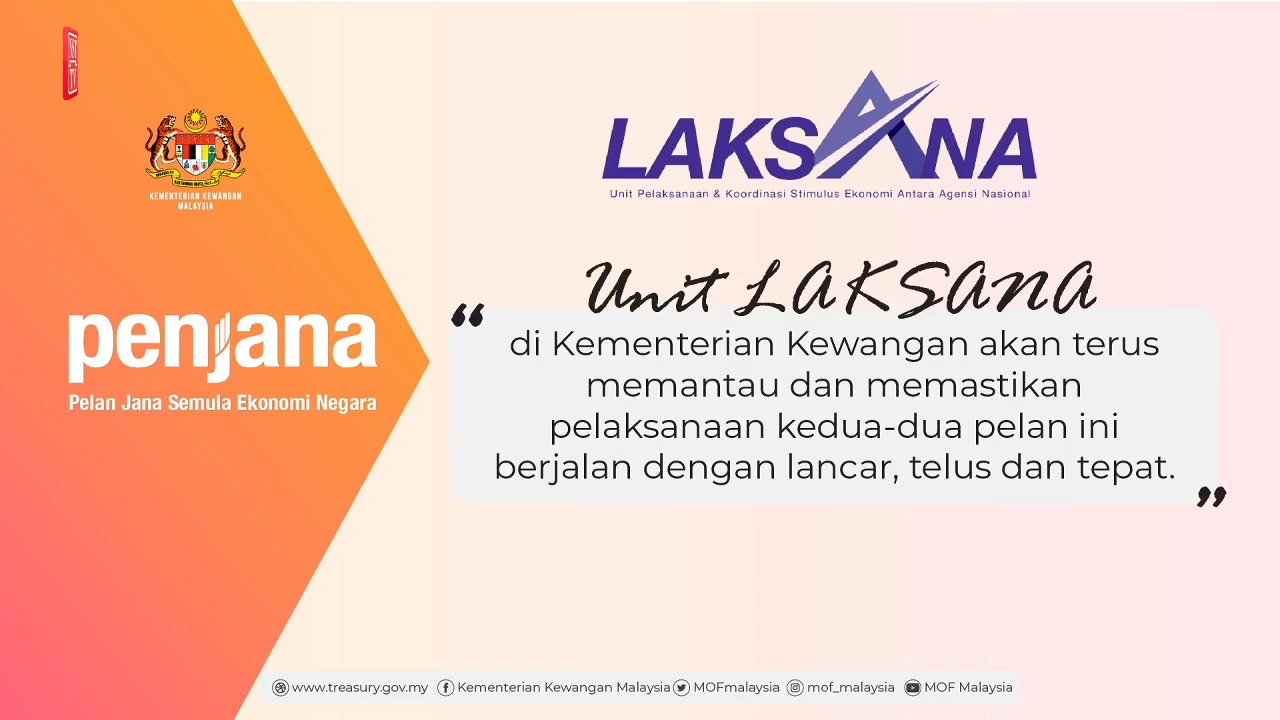 KEMENTERIAN KEWANGAN
MALAYSIA
penjana
Pelan Jana Semula Ekonomi Negara
LAKSANA
Unit Pelaksanaan & Koordinasi Stimulus Ekonomi Antara Agensi Nasional
Unit LAKSANA
“di Kementerian Kewangan akan terus
memantau dan memastikan
pelaksanaan kedua-dua pelan ini
berjalan dengan lancar, telus dan tepat.”
www.treasury.gov.my Kementerian Kewangan Malaysia MOFmalaysia mof_malaysia MOF Malaysia